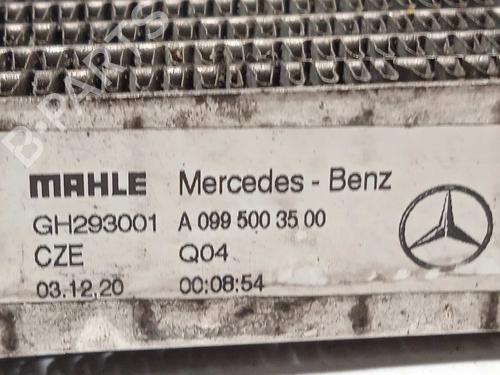 B-PARTS
MAHLE Mercedes - Benz
GH293001 A 099 500 35 00
CZE Q04
03.12.20 00:08:54